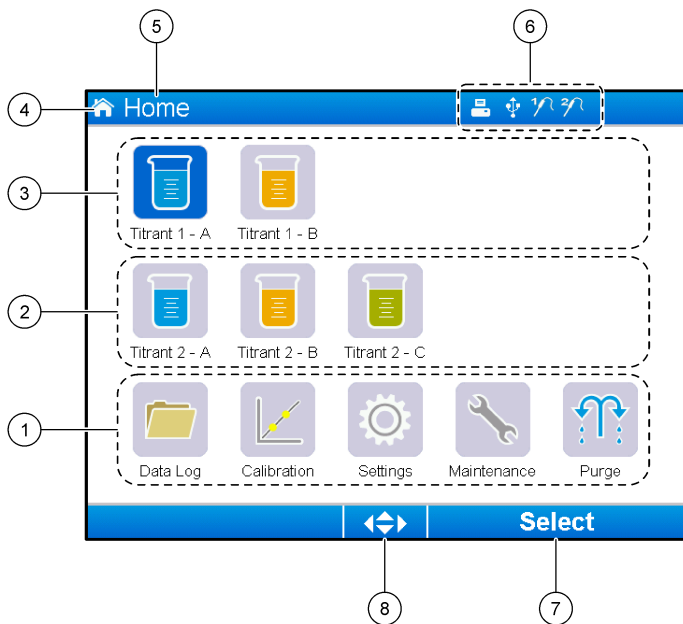 5
6
4
Home
1 2
3
Titrant 1 - A
Titrant 1 - B
2
Titrant 2 - A
Titrant 2 - B
Titrant 2 - C
1
Data Log
Calibration
Settings
Maintenance
Purge
Select
8
7